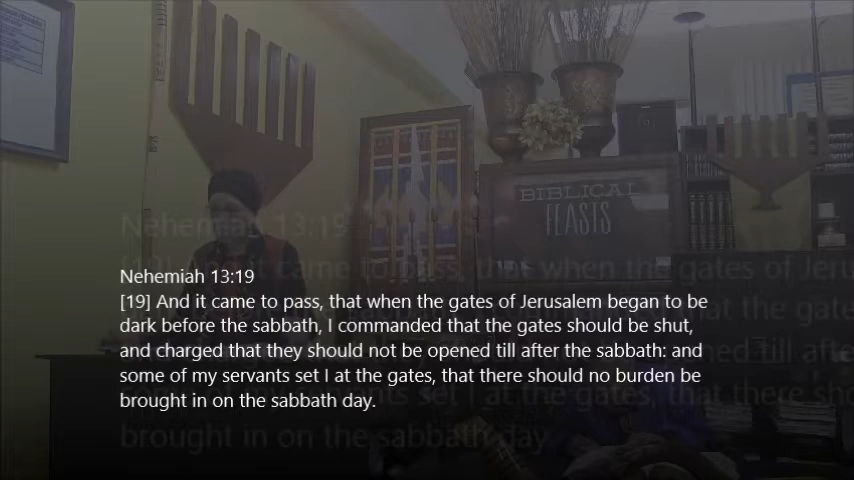 BIBLICAL
FEASTS
Nehemiah 13:19
[19] And it came to pass, that when the gates of Jerusalem began to be
dark before the sabbath, I commanded that the gates should be shut,
and charged that they should not be opened till after the sabbath: and
some of my servants set I at the gates, that there should no burden be
brought in on the sabbath day.